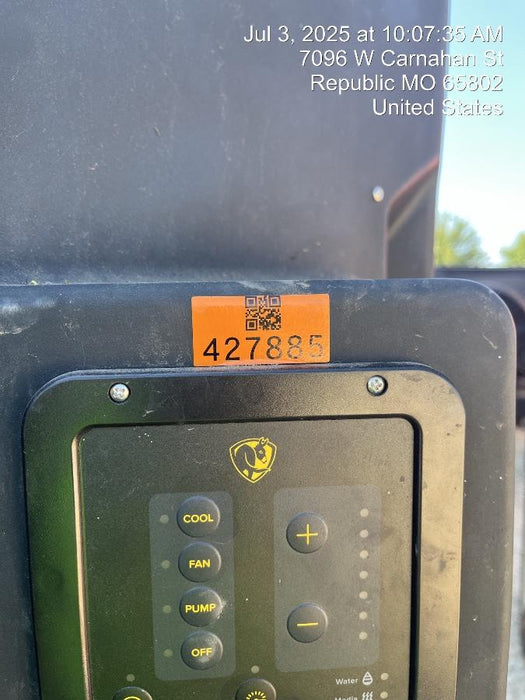 Jul 3, 2025 at 10:07:35 AM
7096 W Carnahan St
Republic MO 65802
United States
427885
COOL
+
FAN
PUMP
−
OFF
Water
Media